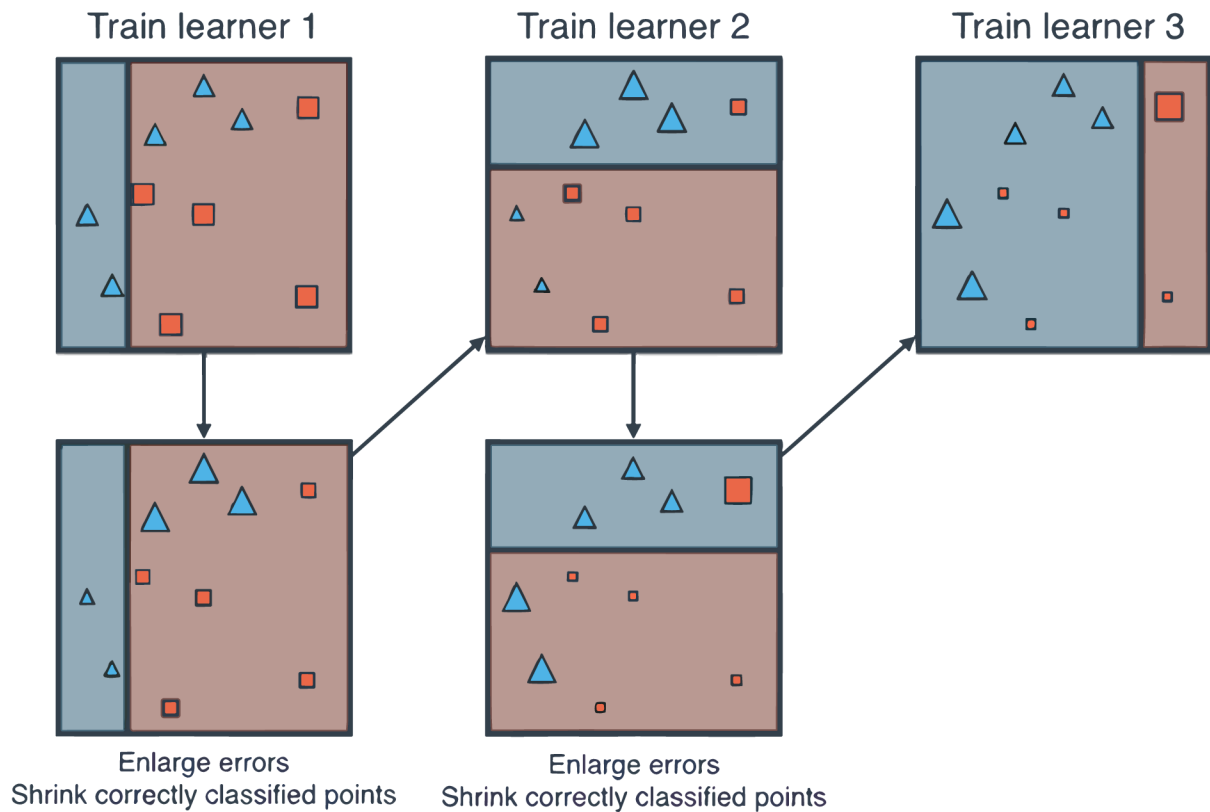 Train learner 1
Train learner 2
Train learner 3
Enlarge errors
Shrink correctly classified points
Enlarge errors
Shrink correctly classified points